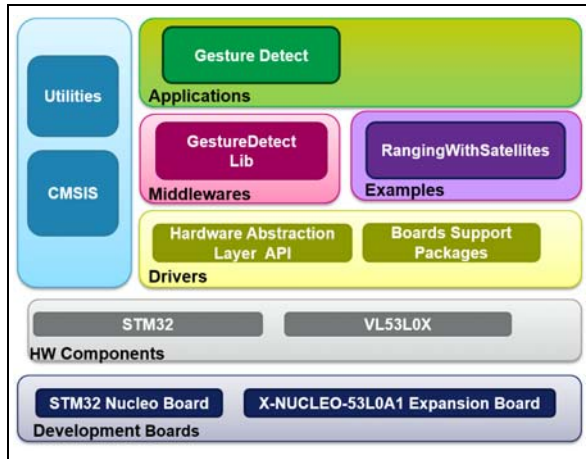 Utilities
CMSIS
Gesture Detect
Applications
GestureDetect
Lib
Middlewares
RangingWithSatellites
Examples
Hardware Abstraction
Layer API
Boards Support
Packages
Drivers
STM32
VL53L0X
HW Components
STM32 Nucleo Board
X-NUCLEO-53L0A1 Expansion Board
Development Boards